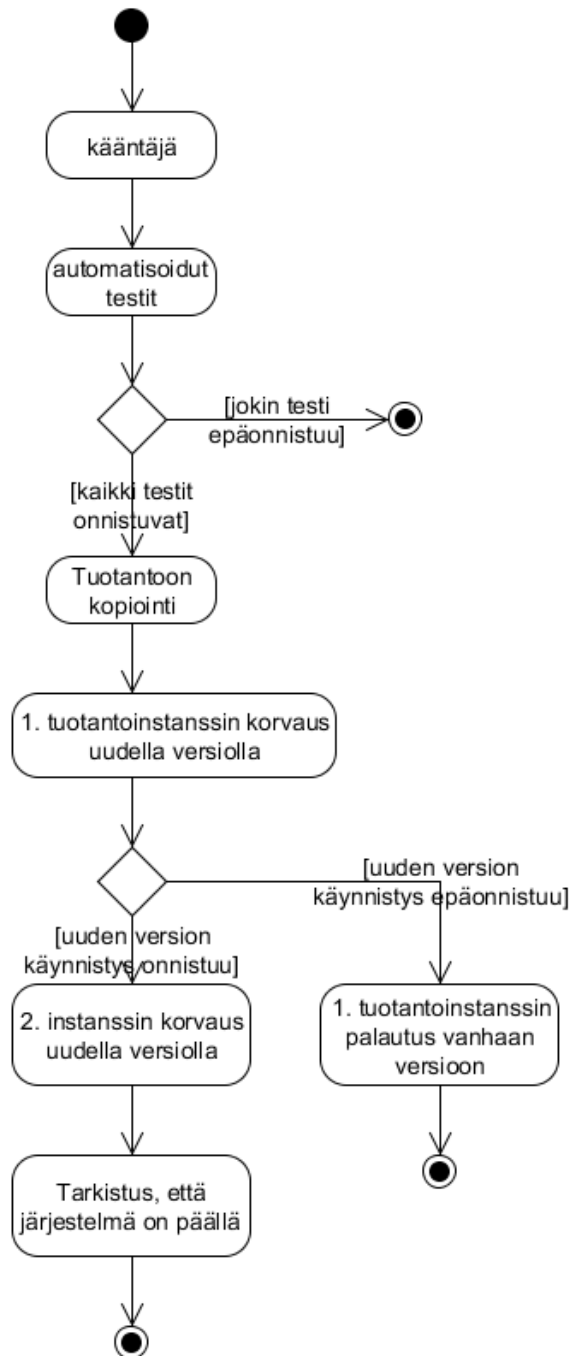 kääntäjä
automatisoidut
testit
[jokin testi
epäonnistuu]
[kaikki testit
onnistuvat]
Tuotantoon
kopiointi
1. tuotantoinstanssin korvaus
uudella versiolla
[uuden version
käynnistys epäonnistuu]
[uuden version
käynnistys onnistuu]
2. instanssin korvaus
uudella versiolla
1. tuotantoinstanssin
palautus vanhaan
versioon
Tarkistus, että
järjestelmä on päällä